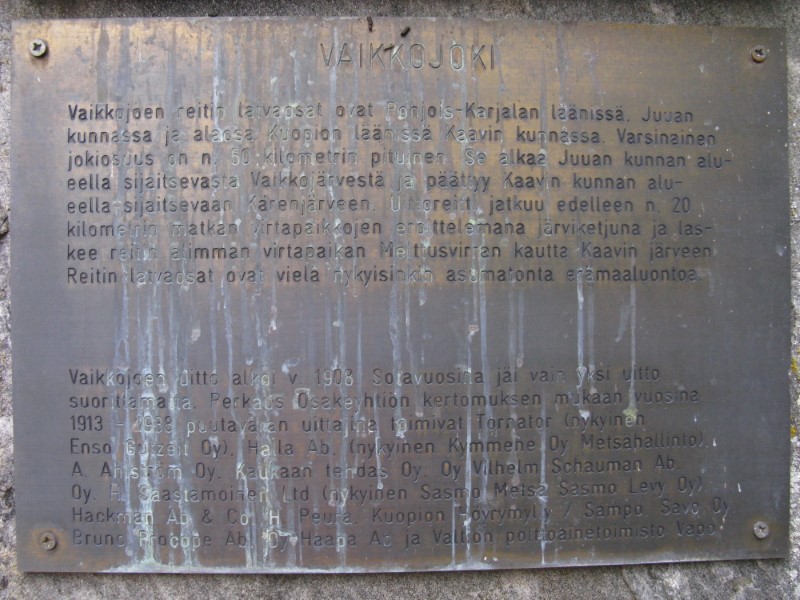 VAIKKOJOKI
Vaikkojoen reitin latvaosat ovat Pohjois-Karjalan läänissä, Juuan
kunnassa ja alaosa Kuopion läänissä Kaavin kunnassa. Varsinainen
jokiosuus on n. 50 kilometrin pituinen. Se alkaa Juuan kunnan alu-
eella sijaitsevasta Vaikkojärvestä ja päättyy Kaavin kunnan alu-
eella sijaitsevaan Kärenjärveen. Uittoreitti jatkuu edelleen n. 20
kilometrin matkan virtapaikkojen eroittelemana järviketjuna ja las-
kee reitin alimman virtapaikan Melttusvirran kautta Kaavin järveen.
Reitin latvaosat ovat vielä nykyisinkin asumatonta erämaaluontoa.
Vaikkojoen uitto alkoi v. 1903. Sotavuosina jäi vain yksi uitto
suorittamatta. Perkaus Osakeyhtiön kertomuksen mukaan vuosina
1913 - 1938 puutavaran uittajina toimivat Tornator (nykyinen
Enso Gutzeit Oy), Halla Ab. (nykyinen Kymmene Oy Metsähallinto),
A. Ahlström Oy, Kaukaan tehdas Oy, Oy Vilhelm Schauman Ab.
Oy. H. Saastamoinen Ltd (nykyinen Sasmo Metsä Sasmo Levy Oy)
Hackman Ab & Co, H. Peura, Kuopion Höyrymylly / Sampo, Savo Oy
Bruno Procope Ab, Oy Haapa Ab ja Valtion polttoainetoimisto Vapo